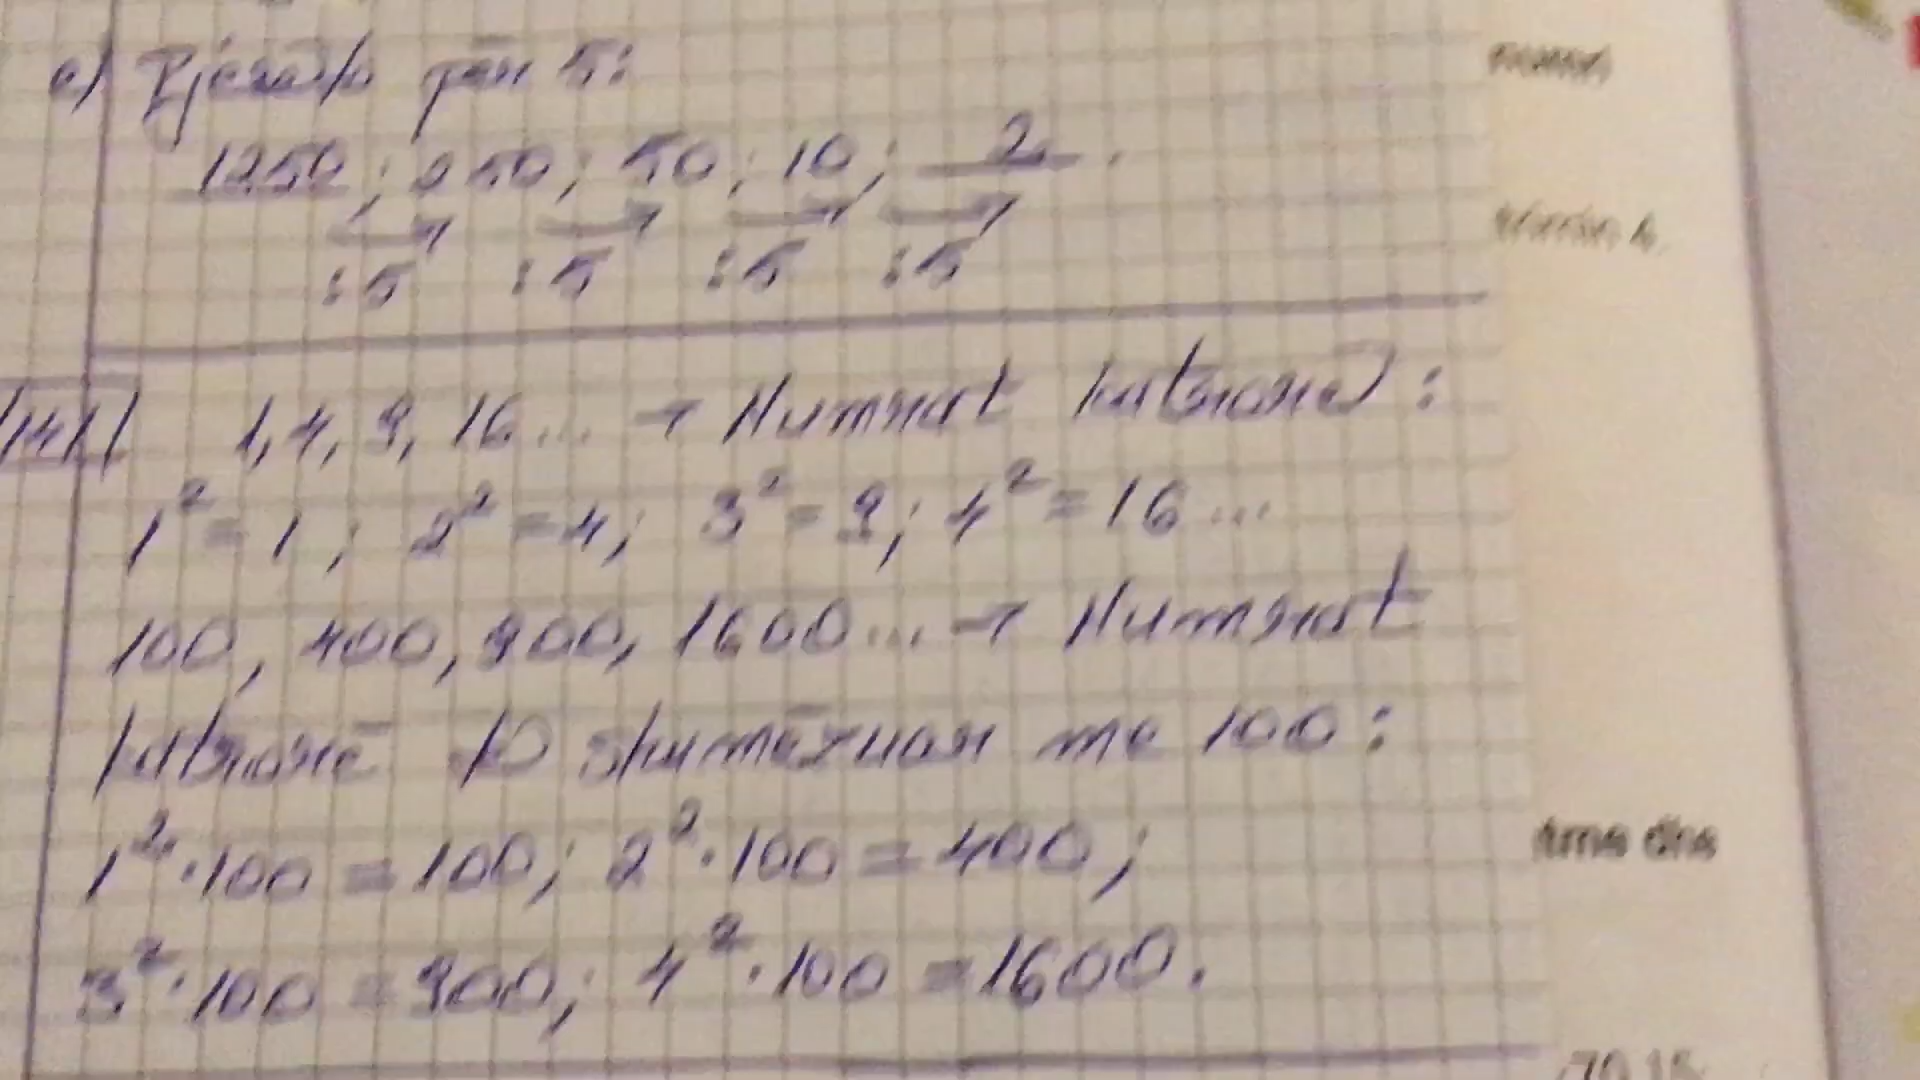 c) Pjesëto për 5:
1250; 250; 50; 10; 2.
:5 :5 :5 :5
1, 4, 9, 16... → Numrat katrorë:
1² = 1; 2² = 4; 3² = 9; 4² = 16...
100, 400, 900, 1600... → Numrat
katrorë të shumëzuar me 100:
1² · 100 = 100; 2² · 100 = 400;
3² · 100 = 900; 4² · 100 = 1600.
ëme dhe